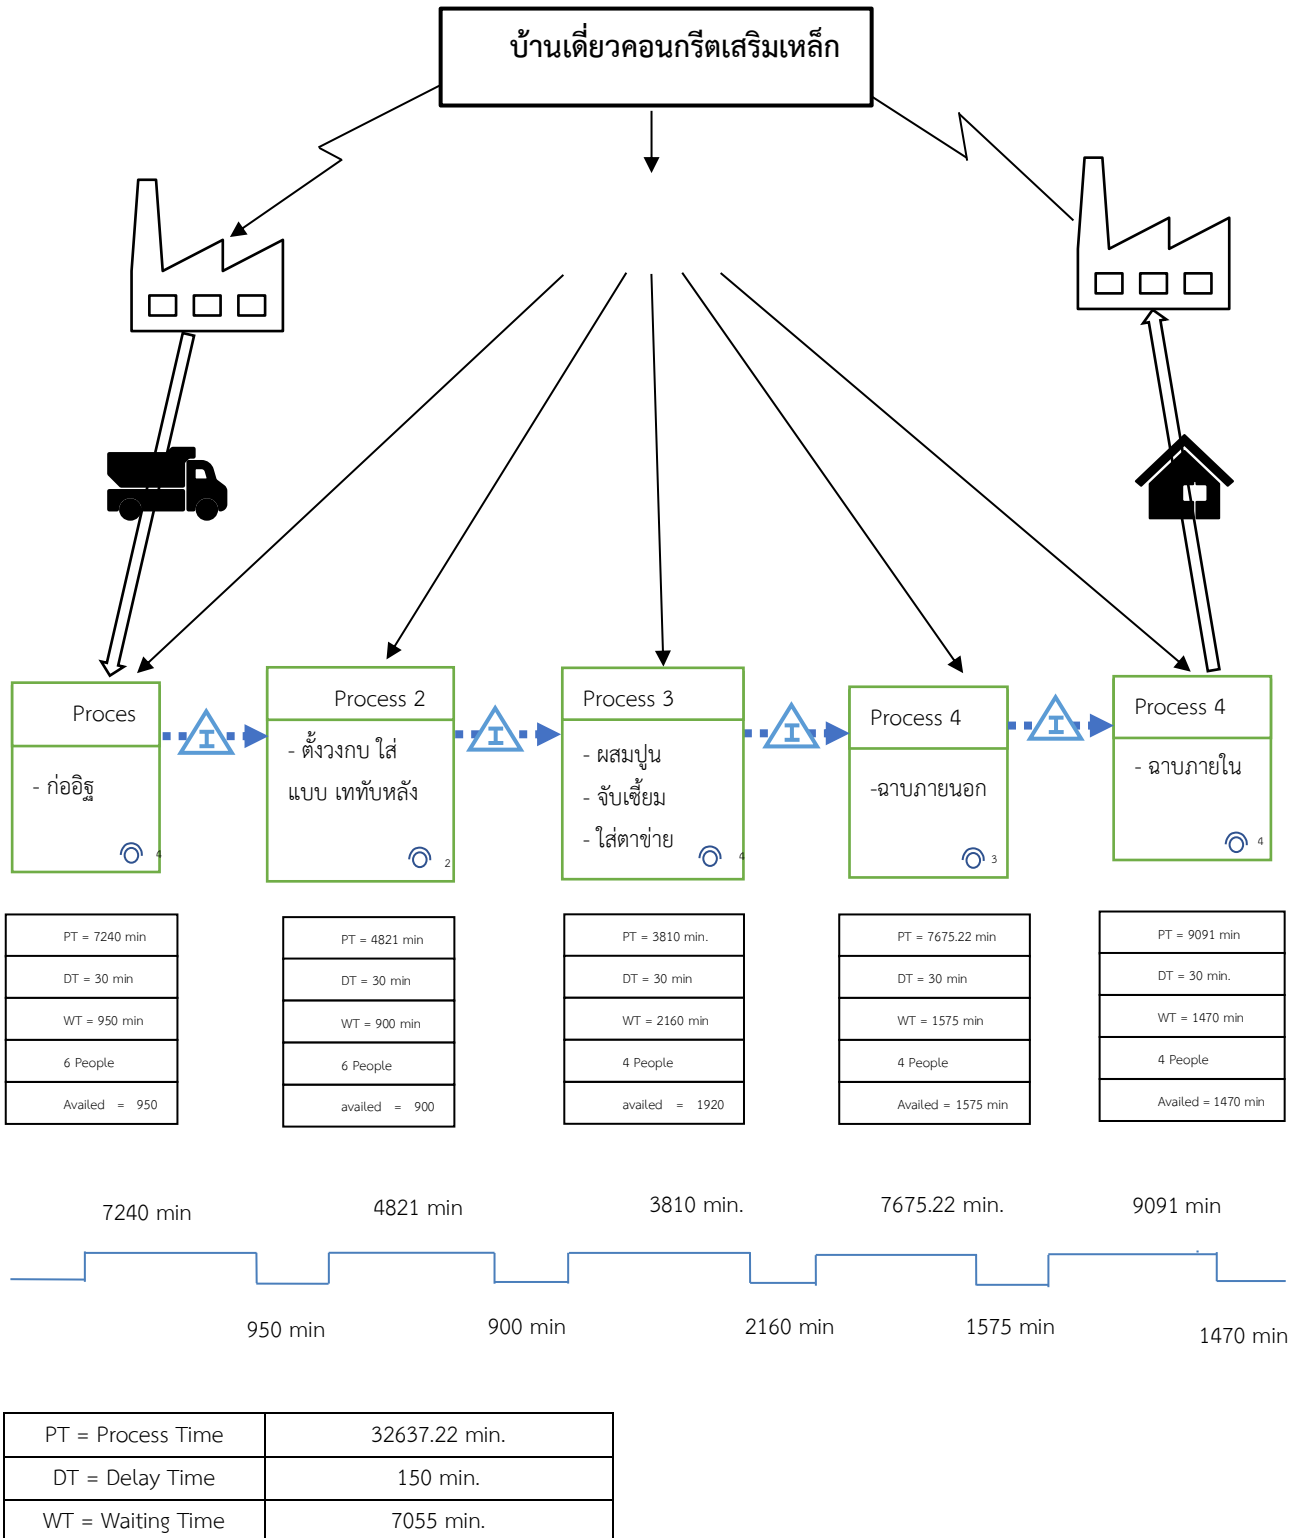 บ้านเดี่ยวคอนกรีตเสริมเหล็ก
Proces
- ก่ออิฐ
4
Process 2
- ตั้งวงกบ ใส่
แบบ เททับหลัง
2
Process 3
- ผสมปูน
- จับเซี้ยม
- ใส่ตาข่าย
4
Process 4
-ฉาบภายนอก
3
Process 4
- ฉาบภายใน
4
I
I
I
I
PT = 7240 min
DT = 30 min
WT = 950 min
6 People
Availed = 950
PT = 4821 min
DT = 30 min
WT = 900 min
6 People
availed = 900
PT = 3810 min.
DT = 30 min
WT = 2160 min
4 People
availed = 1920
PT = 7675.22 min
DT = 30 min
WT = 1575 min
4 People
Availed = 1575 min
PT = 9091 min
DT = 30 min.
WT = 1470 min
4 People
Availed = 1470 min
7240 min
4821 min
3810 min.
7675.22 min.
9091 min
950 min
900 min
2160 min
1575 min
1470 min
PT = Process Time 32637.22 min.
DT = Delay Time 150 min.
WT = Waiting Time 7055 min.